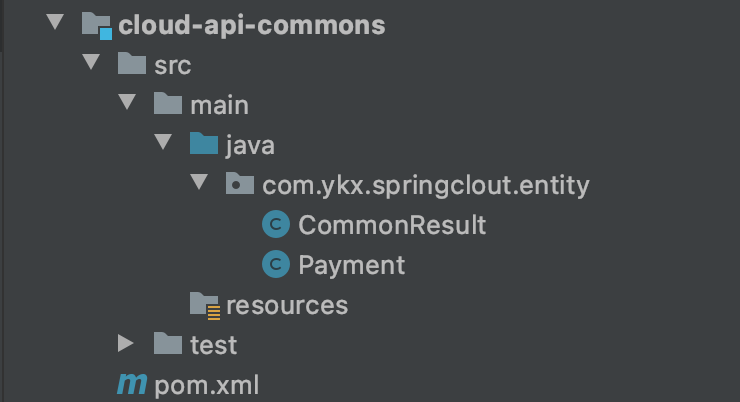 cloud-api-commons
src
main
java
com.ykx.springclout.entity
CommonResult
Payment
resources
test
pom.xml